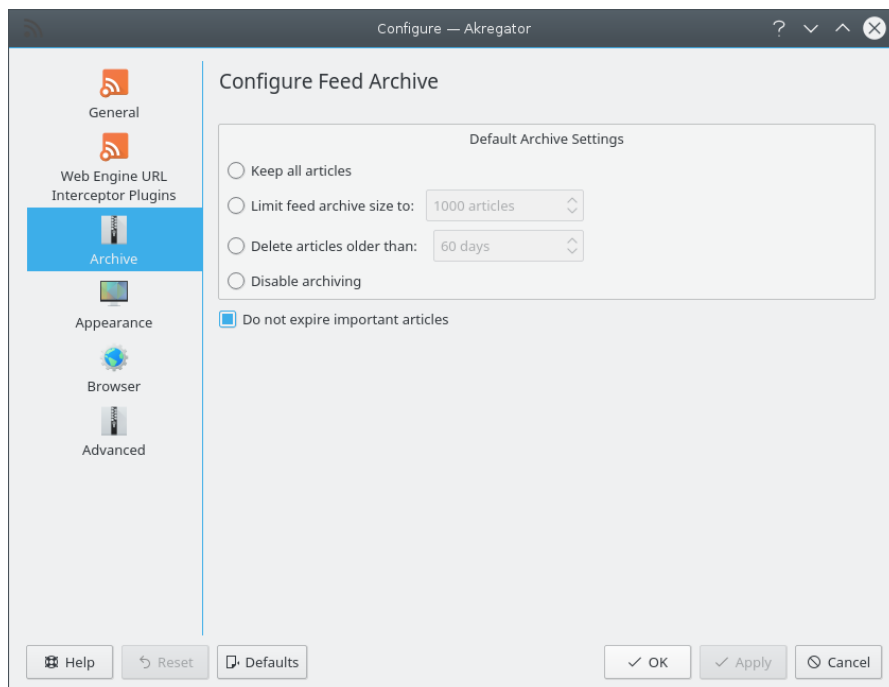 Configure — Akregator
General
Web Engine URL
Interceptor Plugins
Archive
Appearance
Browser
Advanced
Configure Feed Archive
Default Archive Settings
Keep all articles
Limit feed archive size to: 1000 articles
Delete articles older than: 60 days
Disable archiving
Do not expire important articles
Help Reset Defaults OK Apply Cancel